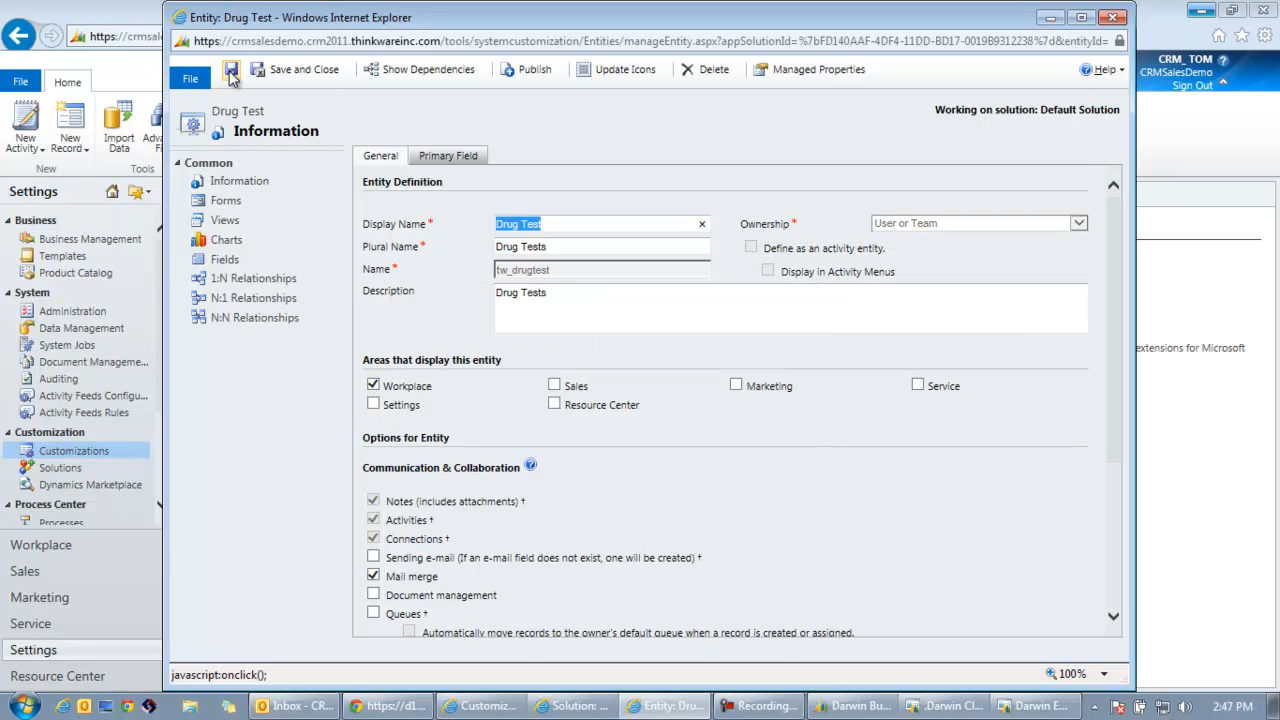 Entity: Drug Test - Windows Internet Explorer
https://crmsalesdemo.crm2011.thinkwareinc.com/tools/systemcustomization/Entities/manageEntity.aspx?appSolutionId=%7bFD140AAF-4DF4-11DD-BD17-0019B9312238%7d&entityId=
https://crmsal
File
Home
New Activity
New Record
Import Data
New
Tools
File
Save and Close
Show Dependencies
Publish
Update Icons
Delete
Managed Properties
Help
CRM_TOM
CRMSalesDemo
Sign Out
Drug Test
Information
Working on solution: Default Solution
Settings
Business
Business Management
Templates
Product Catalog
System
Administration
Data Management
System Jobs
Document Manageme...
Auditing
Activity Feeds Configu...
Activity Feeds Rules
Customization
Customizations
Solutions
Dynamics Marketplace
Process Center
Processes
Workplace
Sales
Marketing
Service
Settings
Resource Center
Common
Information
Forms
Views
Charts
Fields
1:N Relationships
N:1 Relationships
N:N Relationships
General
Primary Field
Entity Definition
Display Name *
Drug Test
x
Ownership *
User or Team
Plural Name *
Drug Tests
Define as an activity entity.
Name *
tw_drugtest
Display in Activity Menus
Description
Drug Tests
Areas that display this entity
Workplace
Sales
Marketing
Service
Settings
Resource Center
Options for Entity
Communication & Collaboration
Notes (includes attachments) †
Activities †
Connections †
Sending e-mail (If an e-mail field does not exist, one will be created) †
Mail merge
Document management
Queues †
Automatically move records to the owner's default queue when a record is created or assigned.
extensions for Microsoft
javascript:onclick();
100%
Inbox - CR...
https://d1...
Customiz...
Solution: ...
Entity: Dru...
Recording...
Darwin Bu...
.Darwin Cl...
Darwin E...
2:47 PM